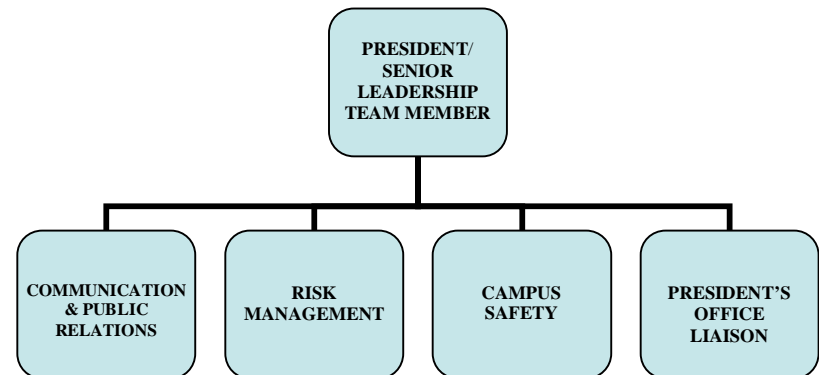 PRESIDENT/
SENIOR
LEADERSHIP
TEAM MEMBER
COMMUNICATION
& PUBLIC
RELATIONS
RISK
MANAGEMENT
CAMPUS
SAFETY
PRESIDENT’S
OFFICE
LIAISON